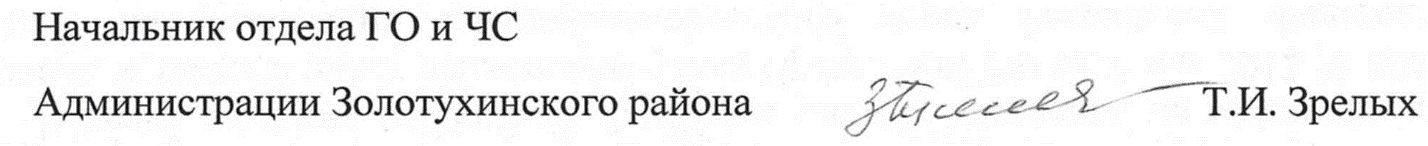 Начальник отдела ГО и ЧС
Администрации Золотухинского района Т.И. Зрелых